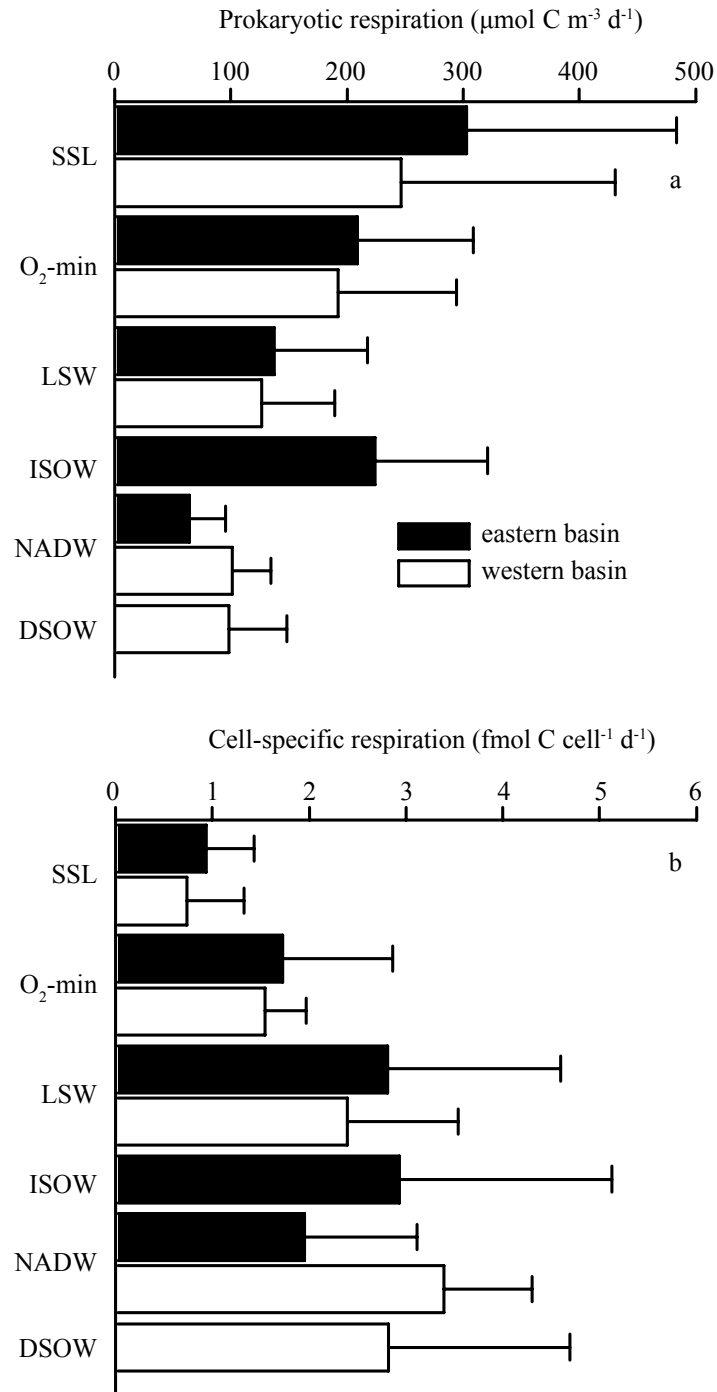 Prokaryotic respiration (µmol C m⁻³ d⁻¹)
0 100 200 300 400 500
SSL
a
O₂-min
LSW
ISOW
eastern basin
NADW
western basin
DSOW
Cell-specific respiration (fmol C cell⁻¹ d⁻¹)
0 1 2 3 4 5 6
b
SSL
O₂-min
LSW
ISOW
NADW
DSOW